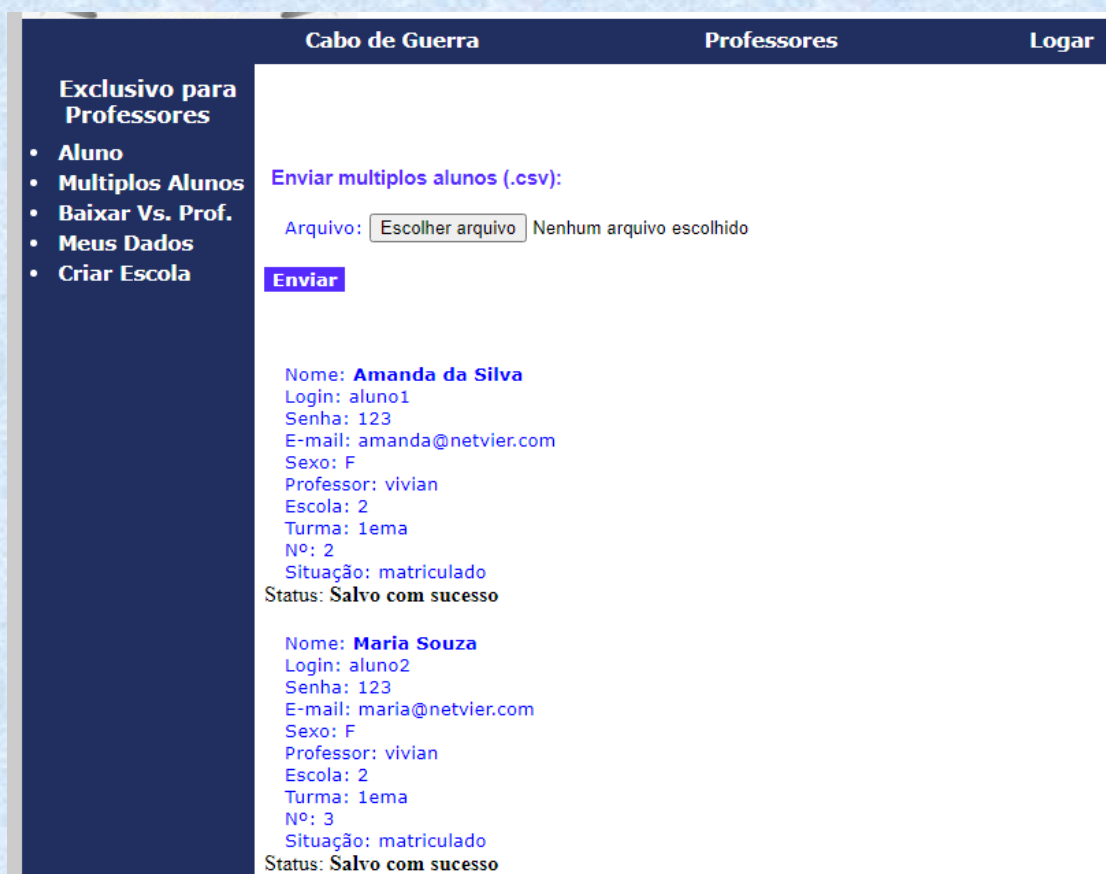 Cabo de Guerra Professores Logar
Exclusivo para
Professores
• Aluno
• Multiplos Alunos
• Baixar Vs. Prof.
• Meus Dados
• Criar Escola
Enviar multiplos alunos (.csv):
Arquivo: Escolher arquivo Nenhum arquivo escolhido
Enviar
Nome: Amanda da Silva
Login: aluno1
Senha: 123
E-mail: amanda@netvier.com
Sexo: F
Professor: vivian
Escola: 2
Turma: 1ema
Nº: 2
Situação: matriculado
Status: Salvo com sucesso
Nome: Maria Souza
Login: aluno2
Senha: 123
E-mail: maria@netvier.com
Sexo: F
Professor: vivian
Escola: 2
Turma: 1ema
Nº: 3
Situação: matriculado
Status: Salvo com sucesso